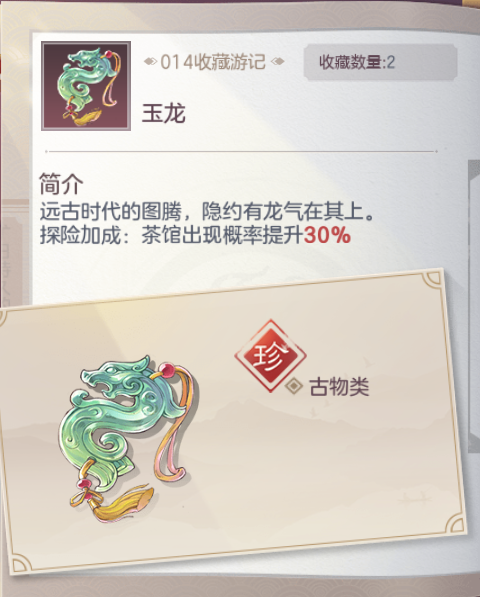 014收藏游记
收藏数量:2
玉龙
简介
远古时代的图腾，隐约有龙气在其上。
探险加成：茶馆出现概率提升30%
珍
古物类